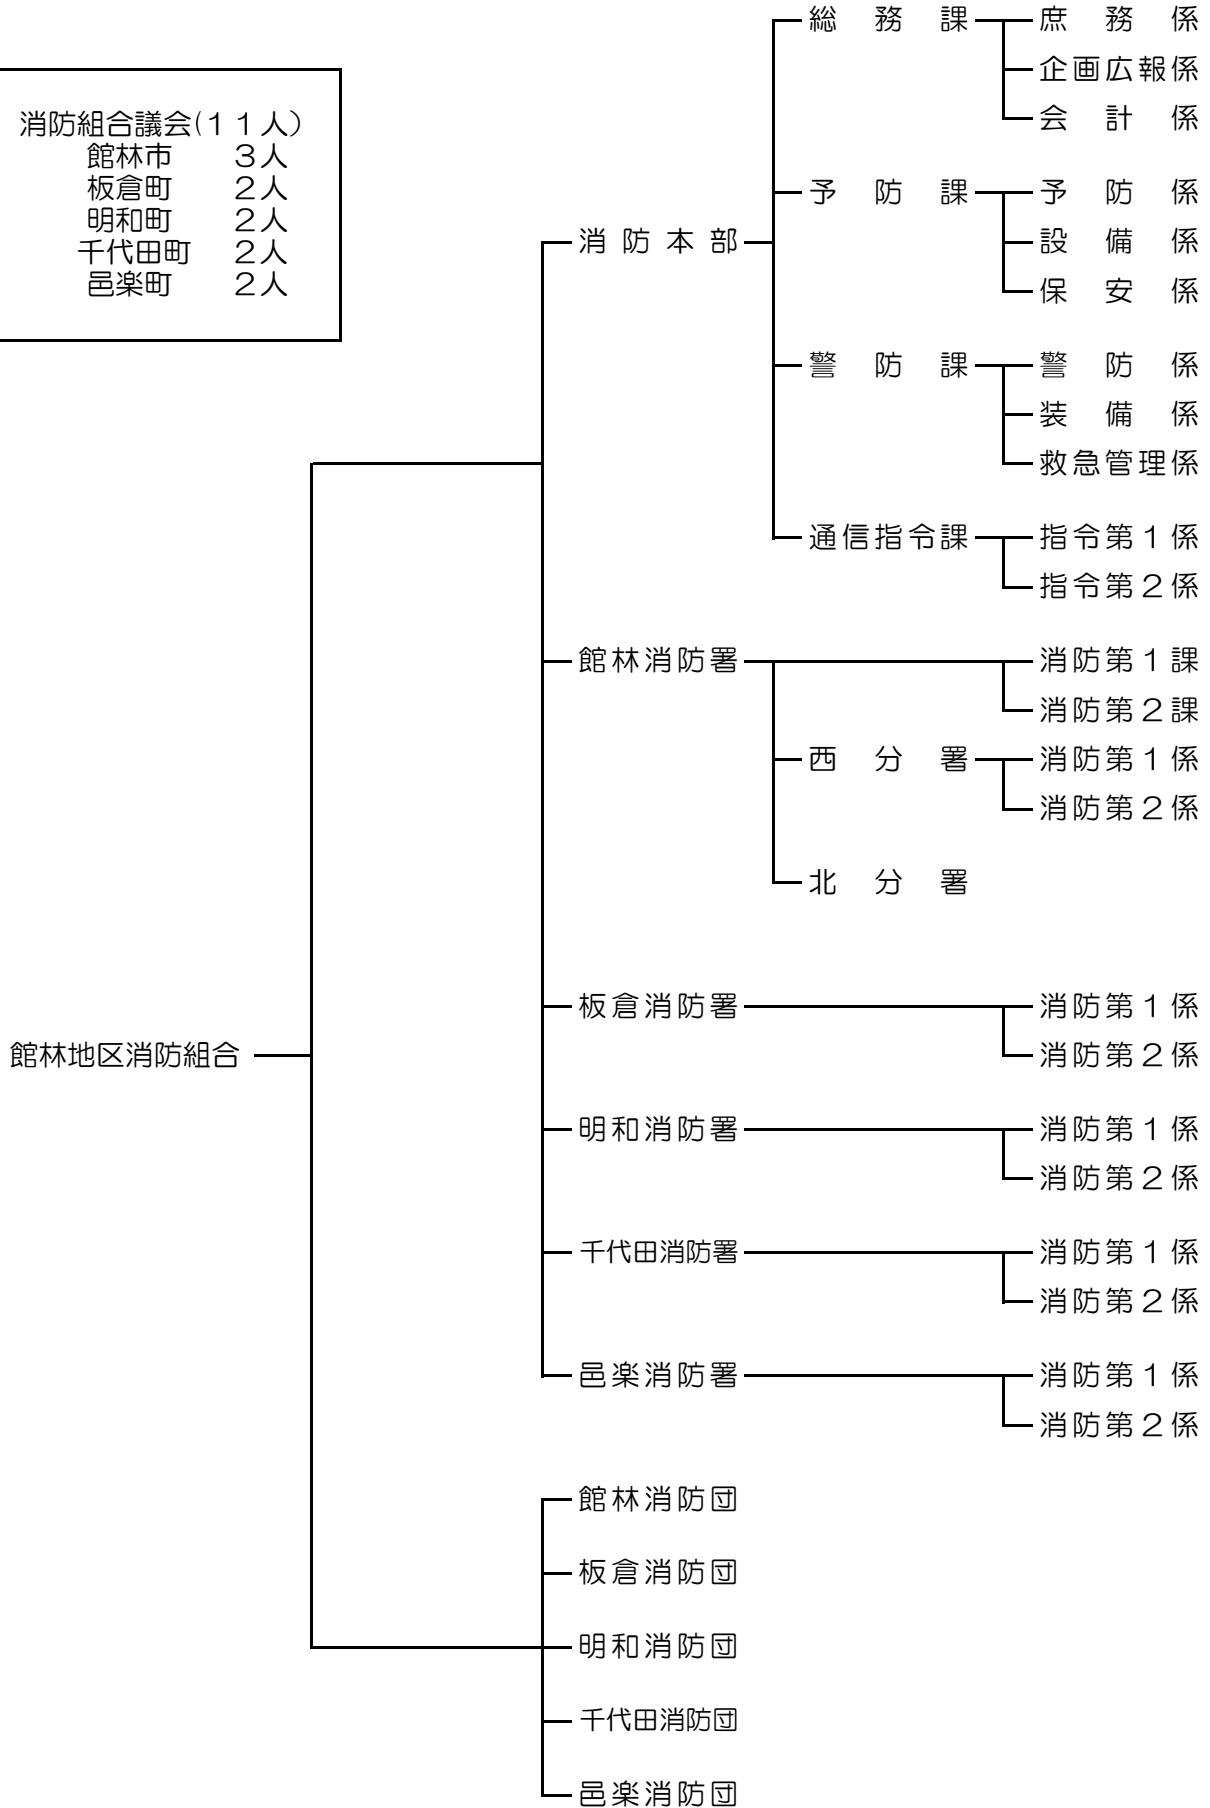 総務課 庶務係
企画広報係
会計係
消防組合議会(11人)
館林市 3人
板倉町 2人
明和町 2人
千代田町 2人
邑楽町 2人
予防課 予防係
消防本部 設備係
保安係
警防課 警防係
装備係
救急管理係
通信指令課 指令第1係
指令第2係
館林消防署 消防第1課
消防第2課
西分署 消防第1係
消防第2係
北分署
板倉消防署 消防第1係
館林地区消防組合 消防第2係
明和消防署 消防第1係
消防第2係
千代田消防署 消防第1係
消防第2係
邑楽消防署 消防第1係
消防第2係
館林消防団
板倉消防団
明和消防団
千代田消防団
邑楽消防団